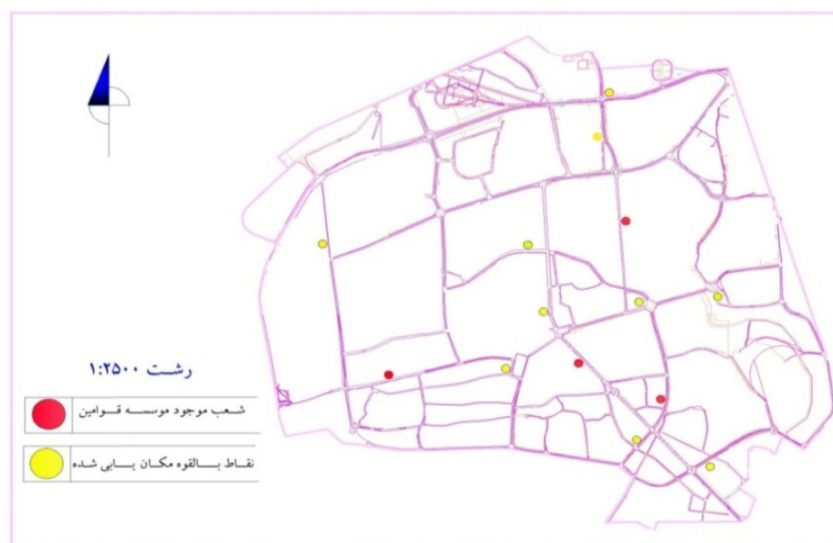 رشت ۱:۲۵۰۰
شعب موجود موسسه قوامین
نقاط بالقوه مکان یابی شده